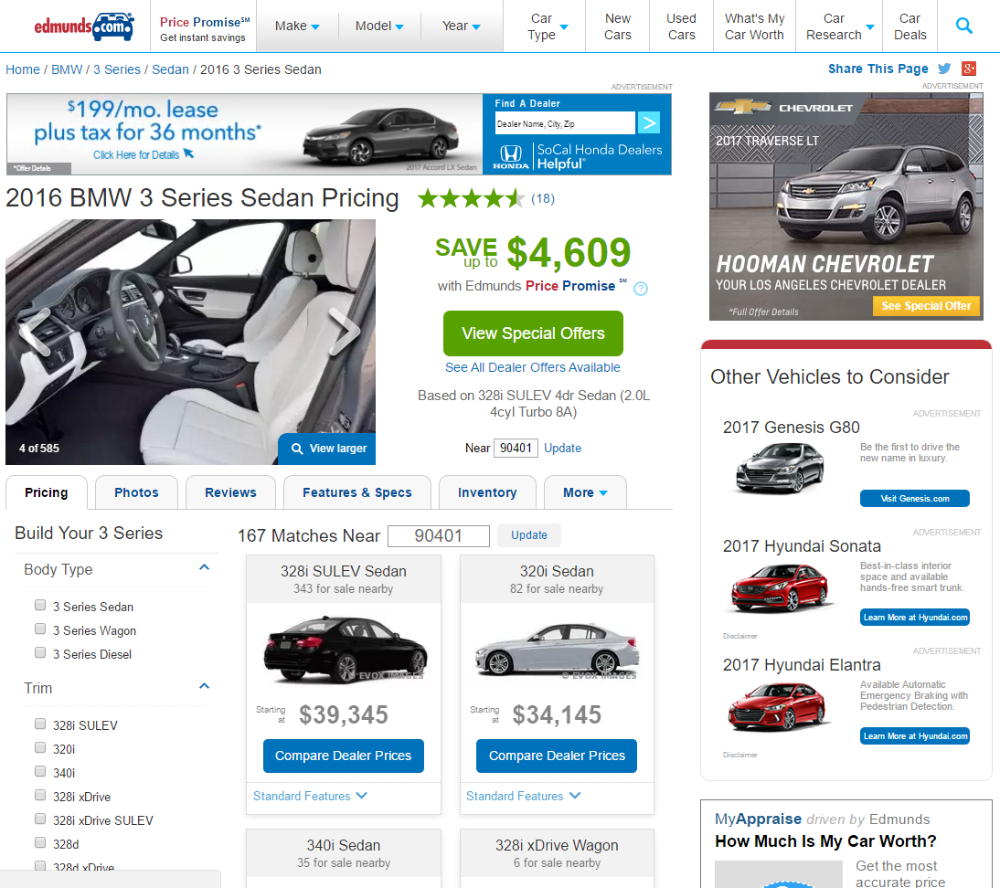 edmunds.com
Price Promise SM
Get instant savings
Make
Model
Year
Car Type
New Cars
Used Cars
What's My Car Worth
Car Research
Car Deals
Home / BMW / 3 Series / Sedan / 2016 3 Series Sedan
Share This Page
ADVERTISEMENT
$199/mo. lease
plus tax for 36 months*
Click Here for Details
*Offer Details
2017 Accord LX Sedan
Find A Dealer
Dealer Name, City, Zip
>
HONDA
SoCal Honda Dealers
Helpful
ADVERTISEMENT
CHEVROLET
2017 TRAVERSE LT
HOOMAN CHEVROLET
YOUR LOS ANGELES CHEVROLET DEALER
*Full Offer Details
See Special Offer
2016 BMW 3 Series Sedan Pricing
(18)
4 of 585
View larger
SAVE up to $4,609
with Edmunds Price Promise SM ?
View Special Offers
See All Dealer Offers Available
Based on 328i SULEV 4dr Sedan (2.0L
4cyl Turbo 8A)
Near 90401 Update
Pricing
Photos
Reviews
Features & Specs
Inventory
More
Build Your 3 Series
Body Type
3 Series Sedan
3 Series Wagon
3 Series Diesel
Trim
328i SULEV
320i
340i
328i xDrive
328i xDrive SULEV
328d
328d xDrive
167 Matches Near 90401 Update
328i SULEV Sedan
343 for sale nearby
© EVOX IMAGES
Starting at $39,345
Compare Dealer Prices
Standard Features
320i Sedan
82 for sale nearby
© EVOX IMAGES
Starting at $34,145
Compare Dealer Prices
Standard Features
340i Sedan
35 for sale nearby
328i xDrive Wagon
6 for sale nearby
Other Vehicles to Consider
ADVERTISEMENT
2017 Genesis G80
Be the first to drive the
new name in luxury.
Visit Genesis.com
ADVERTISEMENT
2017 Hyundai Sonata
Best-in-class interior
space and available
hands-free smart trunk.
Learn More at Hyundai.com
Disclaimer
ADVERTISEMENT
2017 Hyundai Elantra
Available Automatic
Emergency Braking with
Pedestrian Detection.
Learn More at Hyundai.com
Disclaimer
MyAppraise driven by Edmunds
How Much Is My Car Worth?
Get the most
accurate price